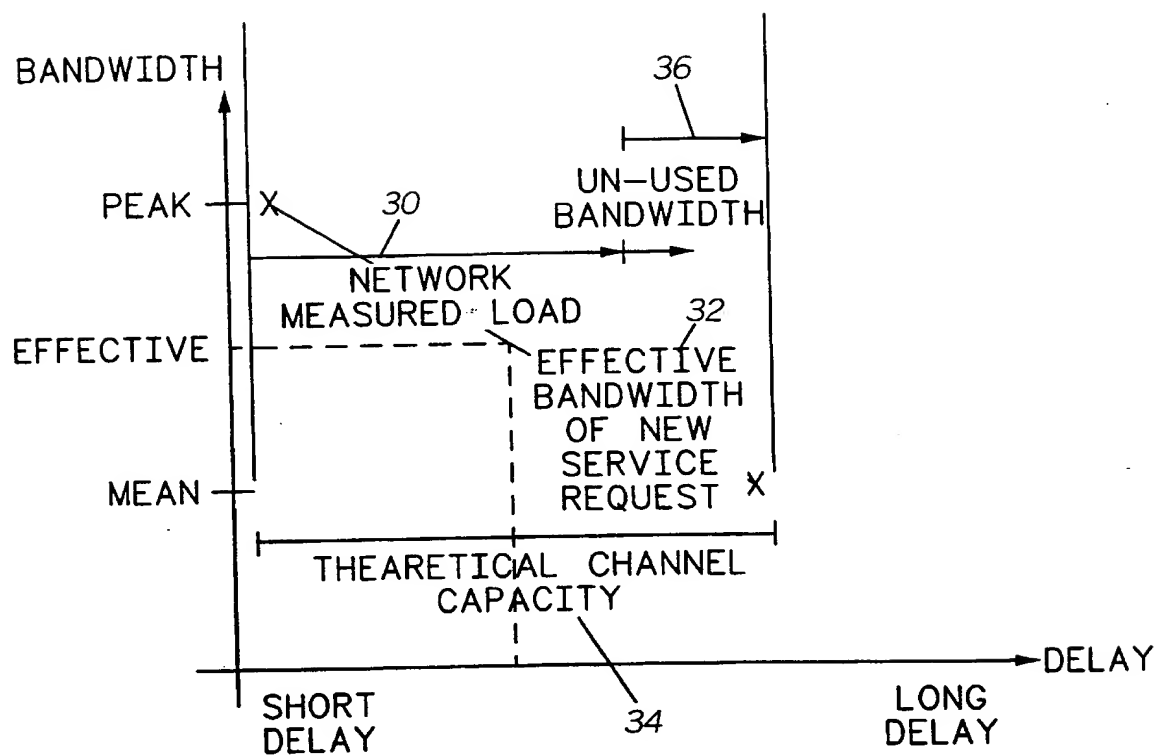 BANDWIDTH
36
UN-USED
BANDWIDTH
PEAK
X
30
NETWORK
MEASURED LOAD
32
EFFECTIVE
EFFECTIVE
BANDWIDTH
OF NEW
SERVICE
REQUEST
X
MEAN
THEARETICAL CHANNEL
CAPACITY
DELAY
SHORT
DELAY
34
LONG
DELAY